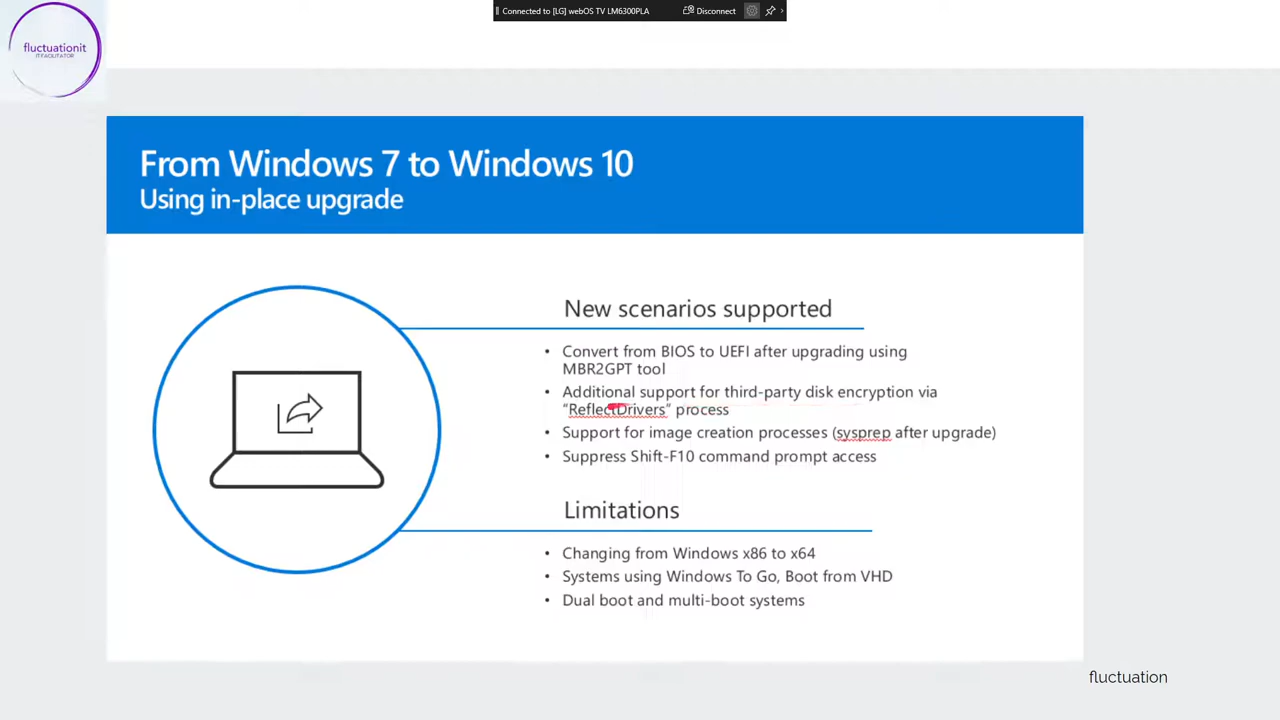 Connected to [LG] webOS TV LM6300PLA
Disconnect
fluctuationit
IT FACILITATOR
From Windows 7 to Windows 10
Using in-place upgrade
New scenarios supported
• Convert from BIOS to UEFI after upgrading using
MBR2GPT tool
• Additional support for third-party disk encryption via
“ReflectDrivers” process
• Support for image creation processes (sysprep after upgrade)
• Suppress Shift-F10 command prompt access
Limitations
• Changing from Windows x86 to x64
• Systems using Windows To Go, Boot from VHD
• Dual boot and multi-boot systems
fluctuation